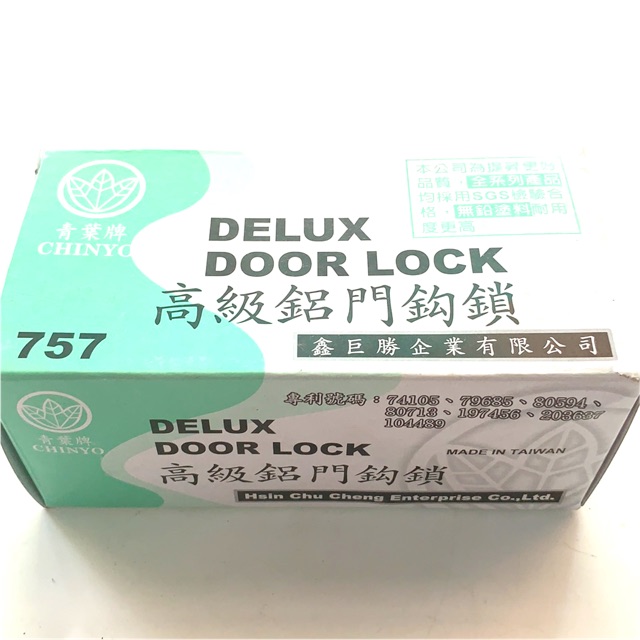 青葉牌
CHINYO
757
DELUX
DOOR LOCK
高級鋁門鈎鎖
鑫巨勝企業有限公司
本公司為提昇更佳
品質,全系列產品
均採用SGS檢驗合
格,無鉛塗料耐用
度更高
青葉牌
CHINYO
DELUX
DOOR LOCK
高級鋁門鈎鎖
Hsin Chu Cheng Enterprise Co.,Ltd.
專利號碼:74105、79685、80594、
80713、197456、203637
104489
MADE IN TAIWAN